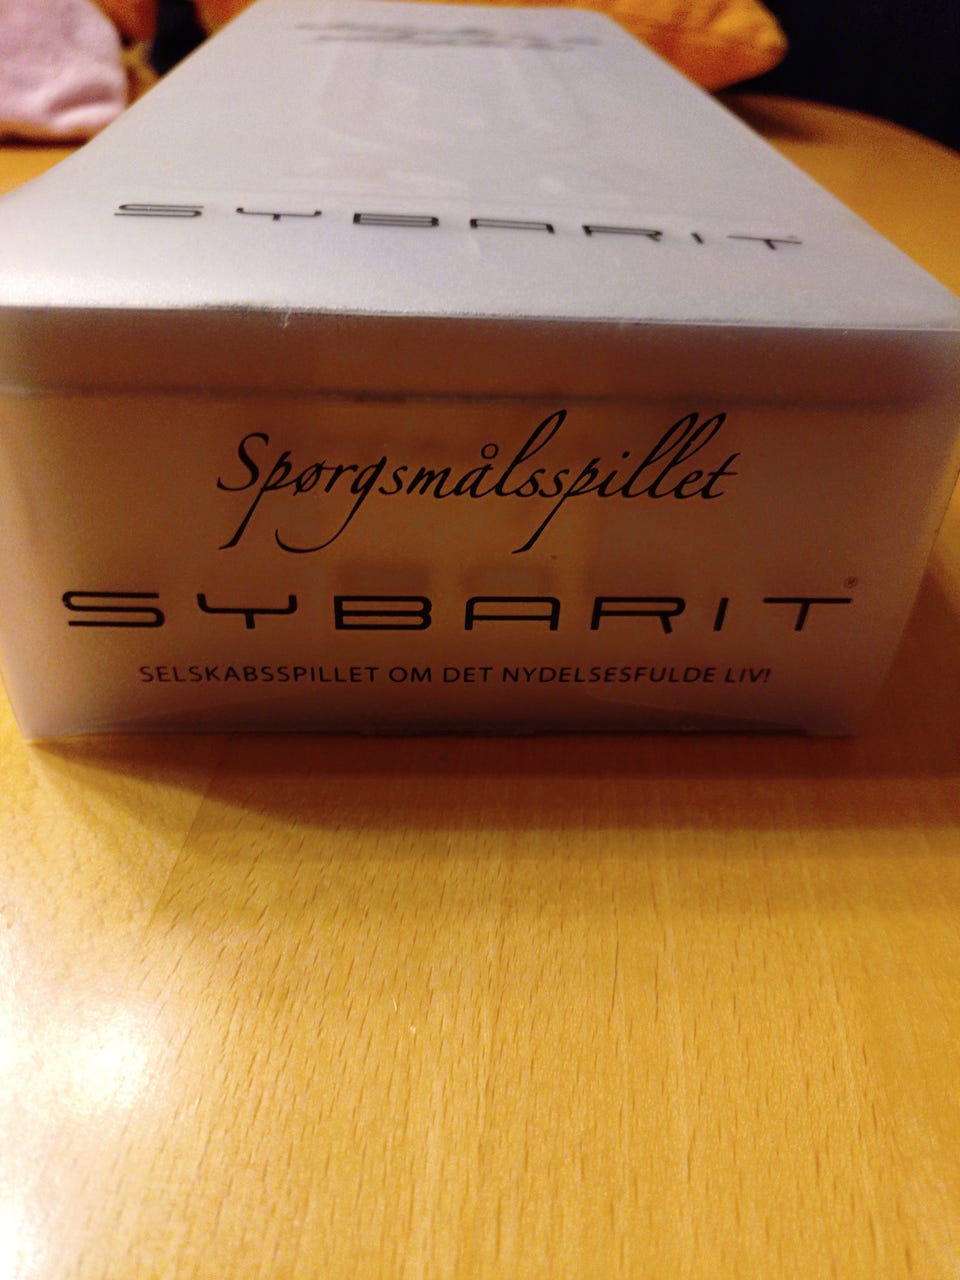 SYBARIT
Spørgsmålsspillet
SYBARIT®
SELSKABSSPILLET OM DET NYDELSESFULDE LIV!